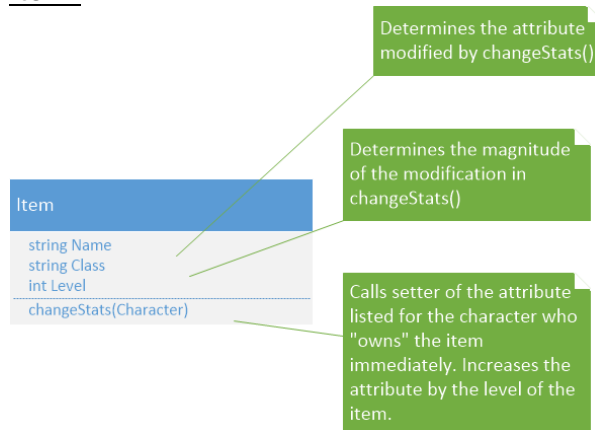 Determines the attribute
modified by changeStats()
Determines the magnitude
of the modification in
changeStats()
Item
string Name
string Class
int Level
changeStats(Character)
Calls setter of the attribute
listed for the character who
"owns" the item
immediately. Increases the
attribute by the level of the
item.